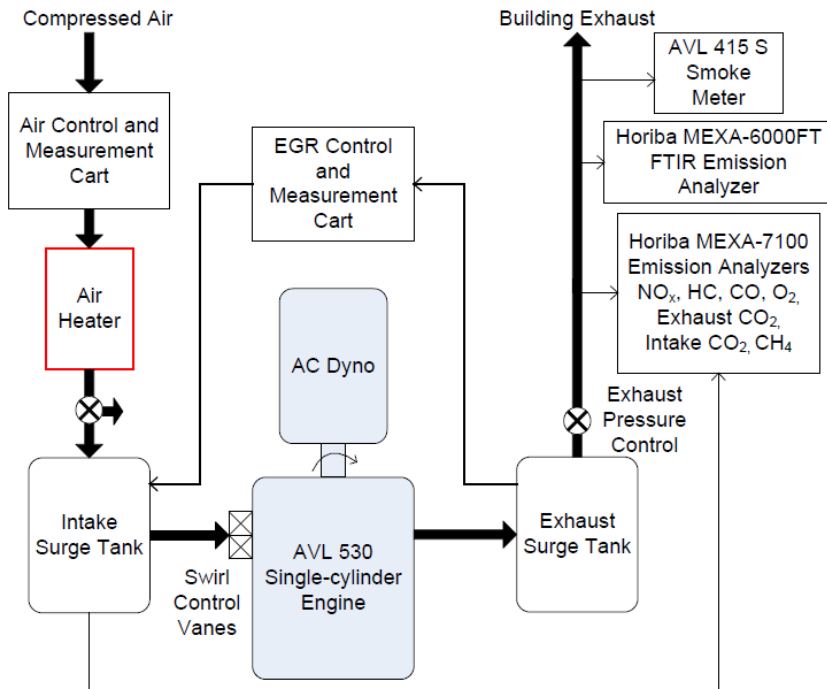 Compressed Air
Air Control and
Measurement
Cart
Air
Heater
Intake
Surge Tank
EGR Control
and
Measurement
Cart
AC Dyno
Swirl
Control
Vanes
AVL 530
Single-cylinder
Engine
Building Exhaust
AVL 415 S
Smoke
Meter
Horiba MEXA-6000FT
FTIR Emission
Analyzer
Horiba MEXA-7100
Emission Analyzers
NOx, HC, CO, O2,
Exhaust CO2,
Intake CO2, CH4
Exhaust
Pressure
Control
Exhaust
Surge Tank